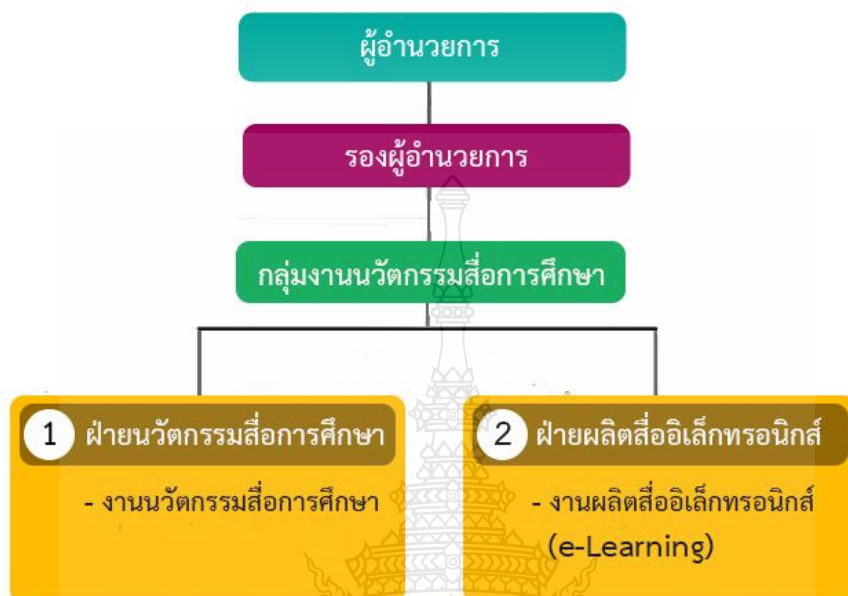 ผู้อำนวยการ
รองผู้อำนวยการ
กลุ่มงานนวัตกรรมสื่อการศึกษา
1 ฝ่ายนวัตกรรมสื่อการศึกษา
- งานนวัตกรรมสื่อการศึกษา
2 ฝ่ายผลิตสื่ออิเล็กทรอนิกส์
- งานผลิตสื่ออิเล็กทรอนิกส์
(e-Learning)